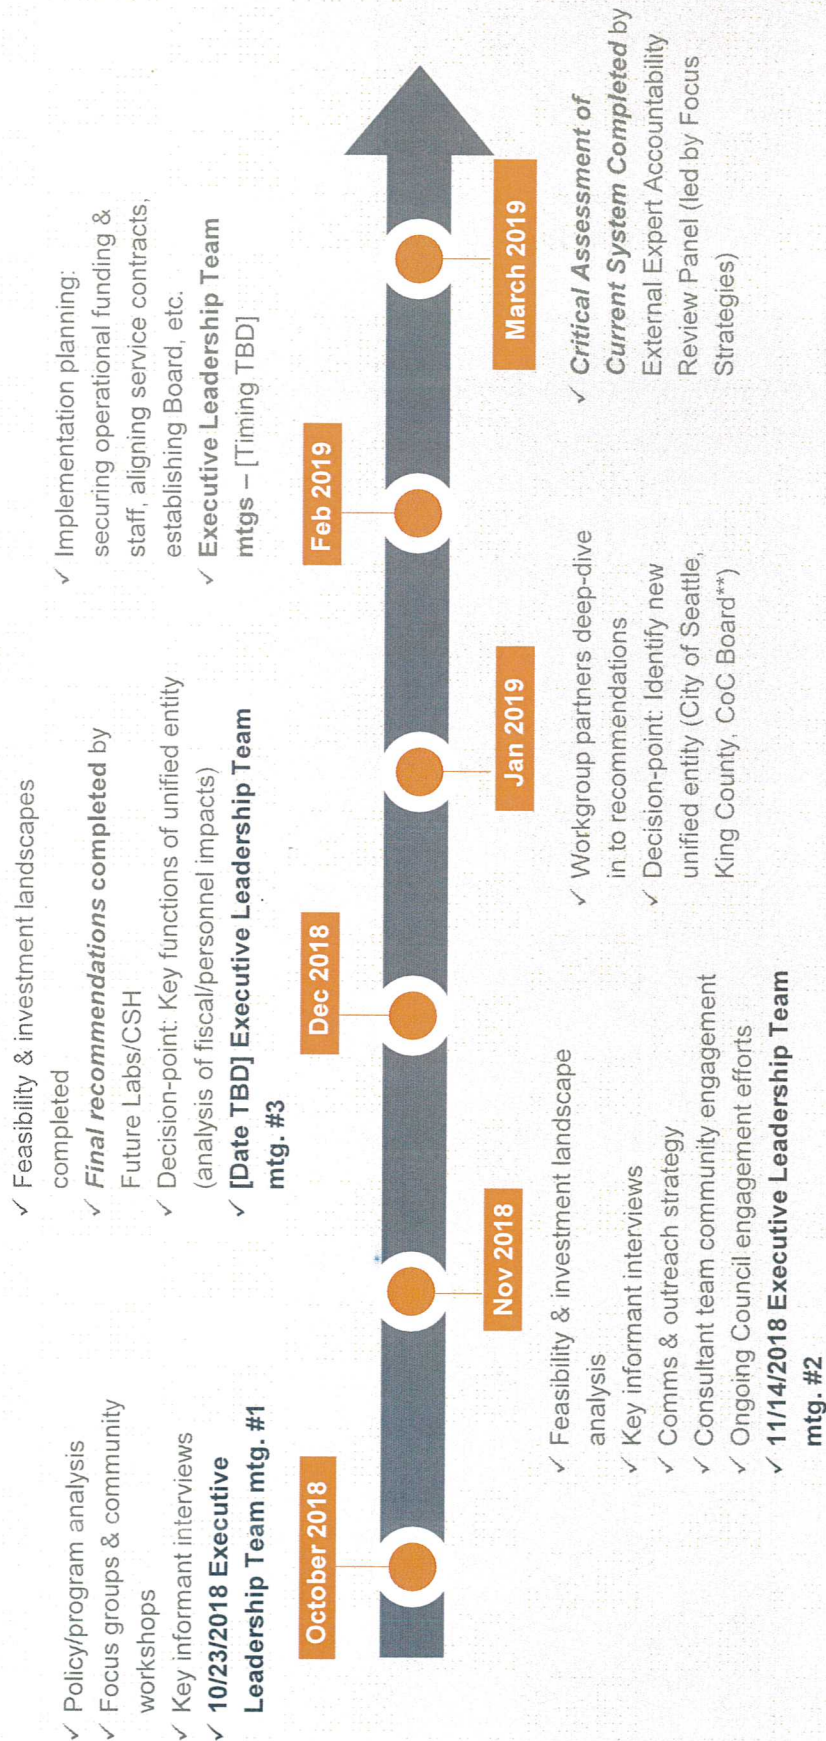 ✓ Policy/program analysis
✓ Focus groups & community
workshops
✓ Key informant interviews
✓ 10/23/2018 Executive
Leadership Team mtg. #1
October 2018
Nov 2018
✓ Feasibility & investment landscape
analysis
✓ Key informant interviews
✓ Comms & outreach strategy
✓ Consultant team community engagement
✓ Ongoing Council engagement efforts
✓ 11/14/2018 Executive Leadership Team
mtg. #2
✓ Feasibility & investment landscapes
completed
✓ Final recommendations completed by
Future Labs/CSH
✓ Decision-point: Key functions of unified entity
(analysis of fiscal/personnel impacts)
✓ [Date TBD] Executive Leadership Team
mtg. #3
Dec 2018
Jan 2019
✓ Workgroup partners deep-dive
in to recommendations
✓ Decision-point: Identify new
unified entity (City of Seattle,
King County, CoC Board**)
✓ Implementation planning:
securing operational funding &
staff, aligning service contracts,
establishing Board, etc.
✓ Executive Leadership Team
mtgs – [Timing TBD]
Feb 2019
March 2019
✓ Critical Assessment of
Current System Completed by
External Expert Accountability
Review Panel (led by Focus
Strategies)